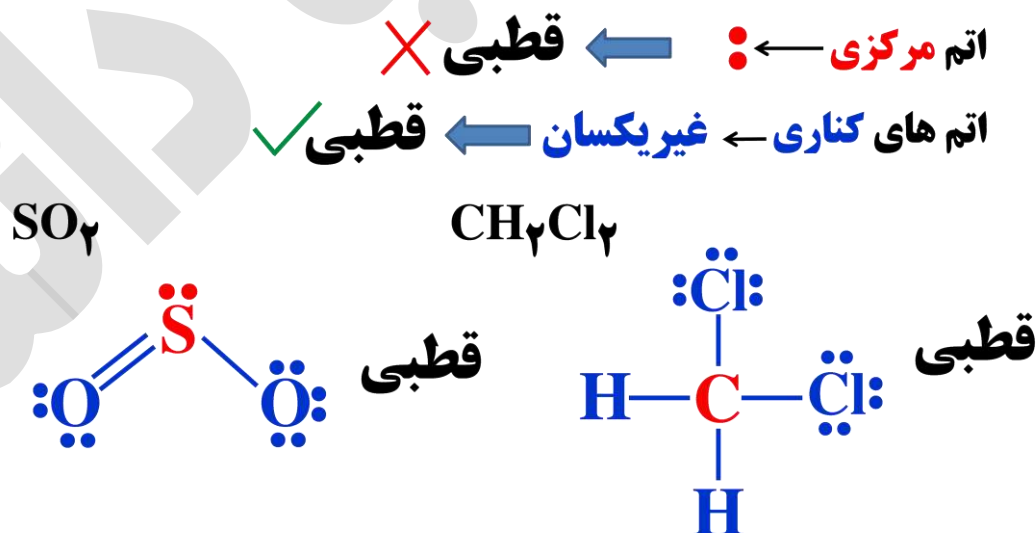 اتم مرکزی ← : ← قطبی ✗
اتم های کناری ← غیریکسان ← قطبی ✓
SO۲
CH۲Cl۲
S
O
O
قطبی
Cl
H
C
Cl
H
قطبی